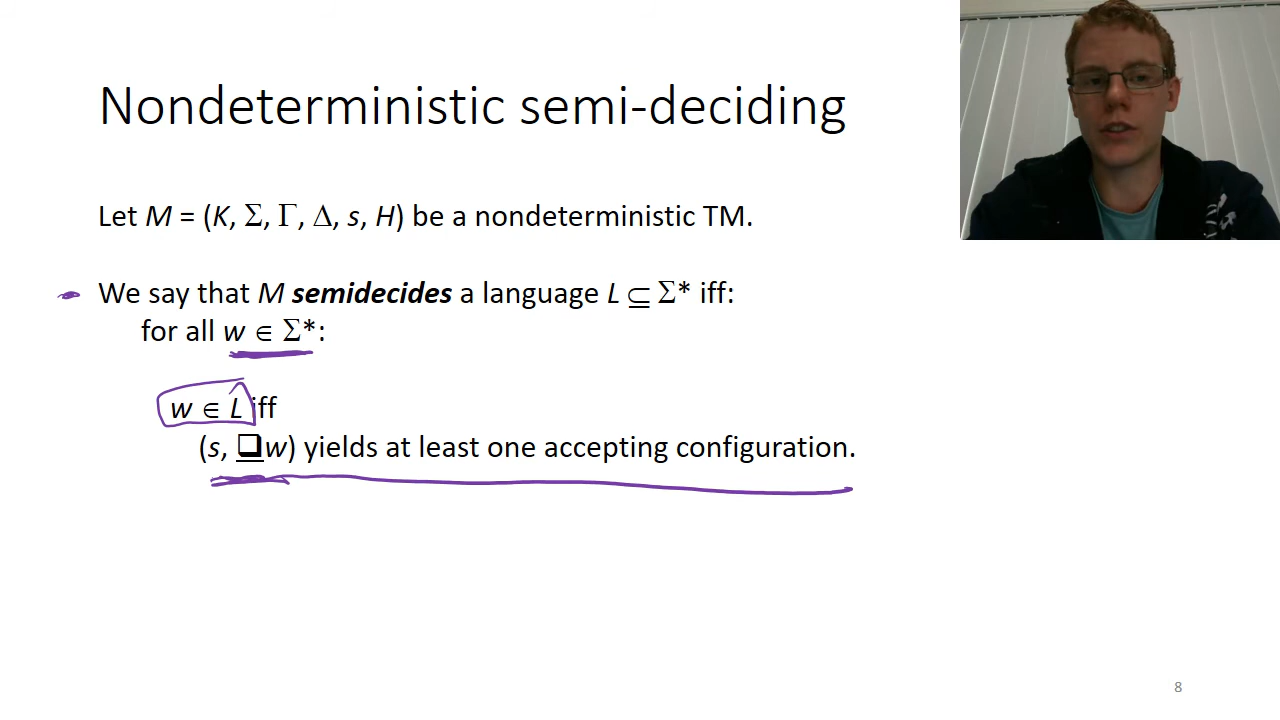 Nondeterministic semi-deciding
Let M = (K, Σ, Γ, Δ, s, H) be a nondeterministic TM.
We say that M semidecides a language L ⊆ Σ* iff:
for all w ∈ Σ*:
w ∈ L iff
(s, ❑w) yields at least one accepting configuration.
8